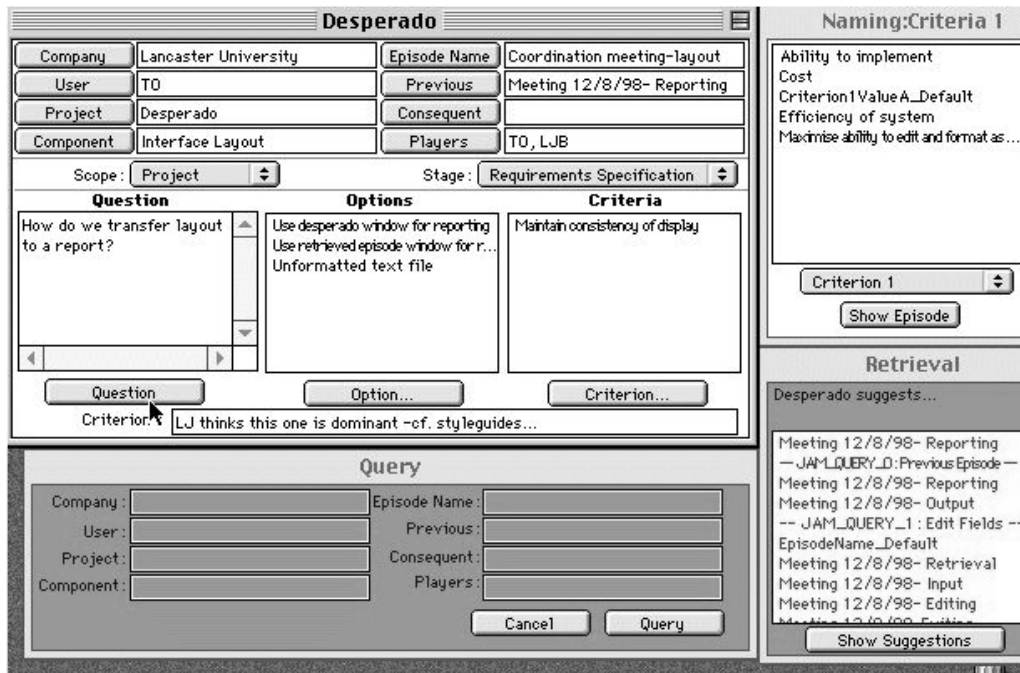 Desperado
Company Lancaster University Episode Name Coordination meeting-layout
User TO Previous Meeting 12/8/98- Reporting
Project Desperado Consequent
Component Interface Layout Players TO, LJB
Scope: Project Stage: Requirements Specification
Question Options Criteria
How do we transfer layout
to a report?
Use desperado window for reporting
Use retrieved episode window for r...
Unformatted text file
Maintain consistency of display
Question Option... Criterion...
Criterion: LJ thinks this one is dominant -cf. styleguides...
Query
Company: Episode Name:
User: Previous:
Project: Consequent:
Component: Players:
Cancel Query
Naming:Criteria 1
Ability to implement
Cost
Criterion1ValueA_Default
Efficiency of system
Maximise ability to edit and format as...
Criterion 1
Show Episode
Retrieval
Desperado suggests...
Meeting 12/8/98- Reporting
— JAM_QUERY_0:Previous Episode —
Meeting 12/8/98- Reporting
Meeting 12/8/98- Output
-- JAM_QUERY_1 : Edit Fields --
EpisodeName_Default
Meeting 12/8/98- Retrieval
Meeting 12/8/98- Input
Meeting 12/8/98- Editing
Show Suggestions